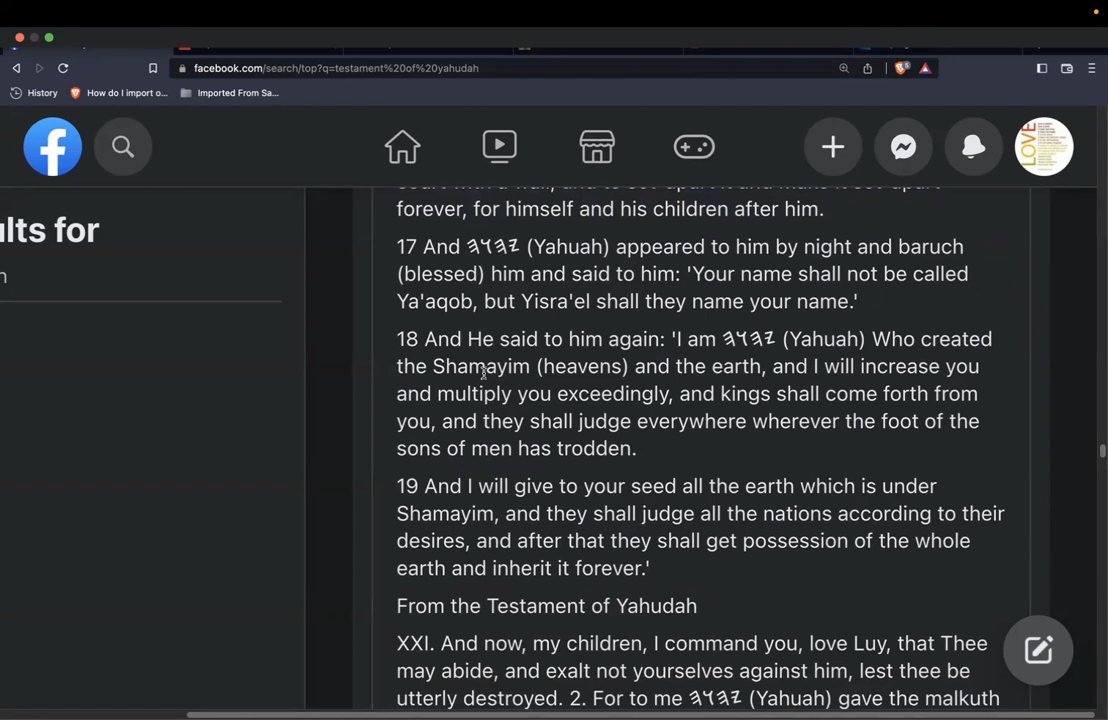 facebook.com/search/top?q=testament%20of%20yahudah
History
How do I import o...
Imported From Sa...
LOVE
forever, for himself and his children after him.
lts for
n
17 And 𐤉𐤄𐤅𐤄 (Yahuah) appeared to him by night and baruch
(blessed) him and said to him: 'Your name shall not be called
Ya'aqob, but Yisra'el shall they name your name.'
18 And He said to him again: 'I am 𐤉𐤄𐤅𐤄 (Yahuah) Who created
the Shamayim (heavens) and the earth, and I will increase you
and multiply you exceedingly, and kings shall come forth from
you, and they shall judge everywhere wherever the foot of the
sons of men has trodden.
19 And I will give to your seed all the earth which is under
Shamayim, and they shall judge all the nations according to their
desires, and after that they shall get possession of the whole
earth and inherit it forever.'
From the Testament of Yahudah
XXI. And now, my children, I command you, love Luy, that Thee
may abide, and exalt not yourselves against him, lest thee be
utterly destroyed. 2. For to me 𐤉𐤄𐤅𐤄 (Yahuah) gave the malkuth